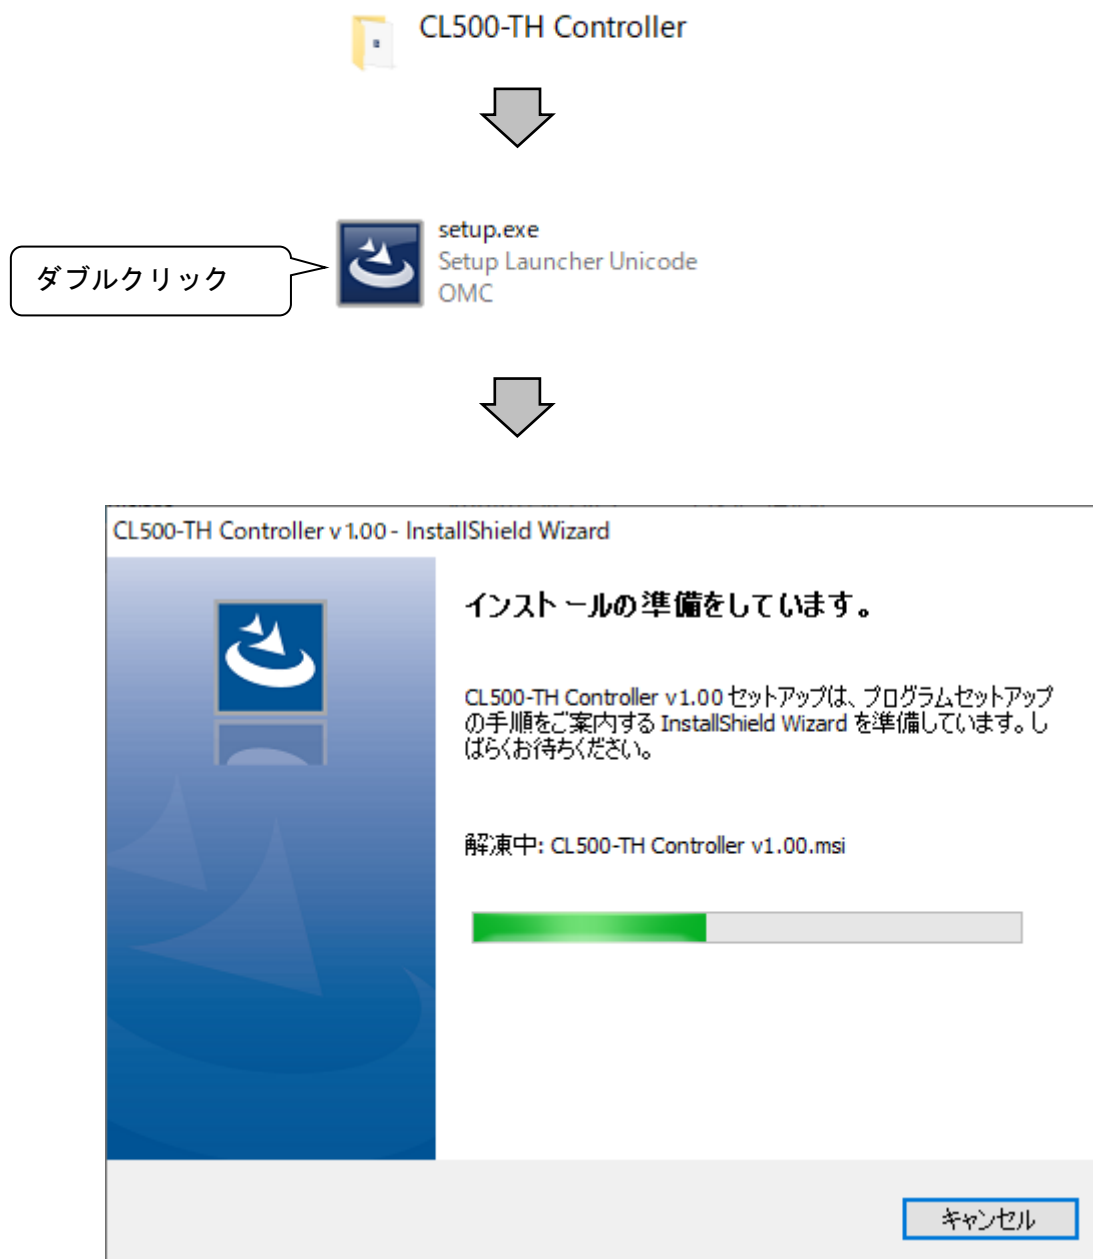 CL500-TH Controller
setup.exe
Setup Launcher Unicode
OMC
ダブルクリック
CL500-TH Controller v1.00 - InstallShield Wizard
インストールの準備をしています。
CL500-TH Controller v1.00 セットアップは、プログラムセットアップ
の手順をご案内する InstallShield Wizard を準備しています。し
ばらくお待ちください。
解凍中: CL500-TH Controller v1.00.msi
キャンセル